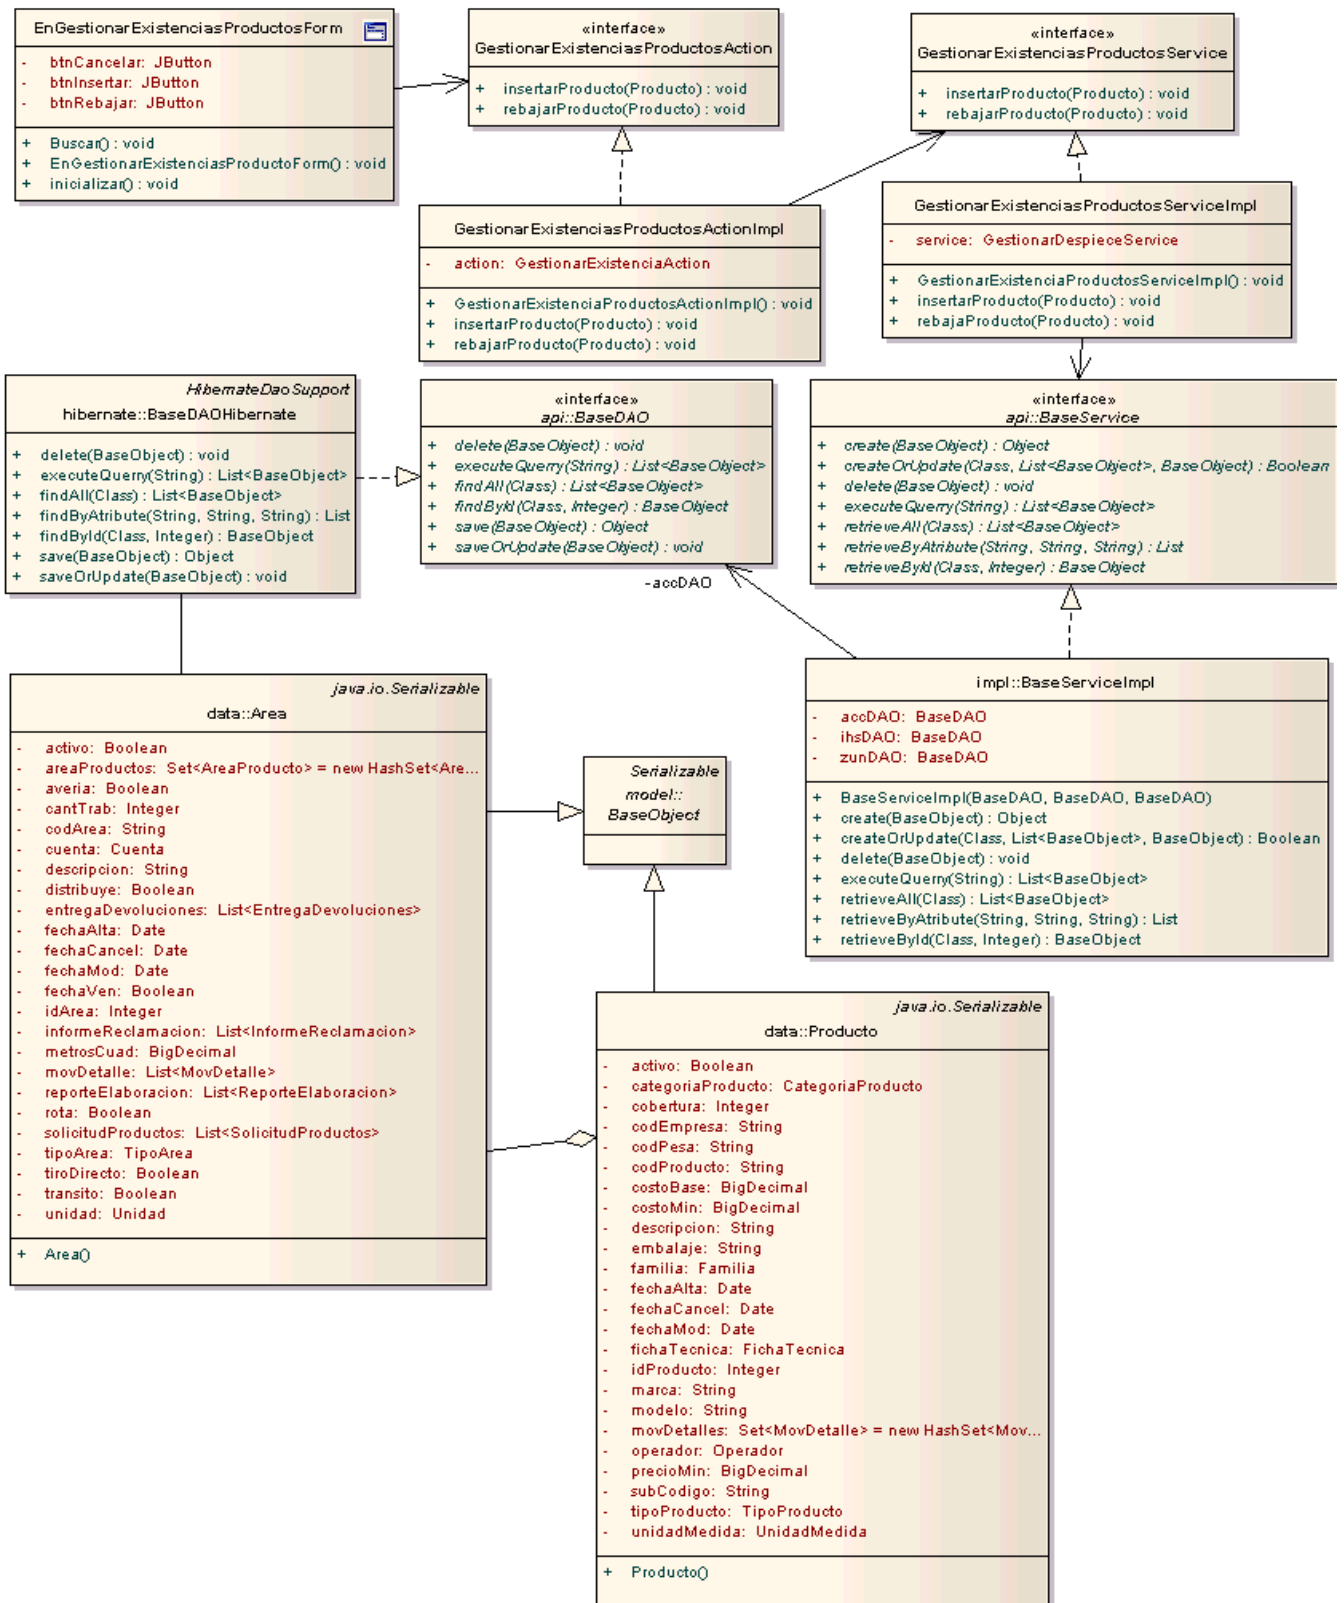 EnGestionarExistenciasProductosForm
- btnCancelar: JButton
- btnInsertar: JButton
- btnRebajar: JButton
+ Buscar() : void
+ EnGestionarExistenciasProductoForm() : void
+ inicializar() : void
«interface»
GestionarExistenciasProductosAction
+ insertarProducto(Producto) : void
+ rebajarProducto(Producto) : void
«interface»
GestionarExistenciasProductosService
+ insertarProducto(Producto) : void
+ rebajarProducto(Producto) : void
GestionarExistenciasProductosActionImpl
- action: GestionarExistenciaAction
+ GestionarExistenciaProductosActionImpl() : void
+ insertarProducto(Producto) : void
+ rebajarProducto(Producto) : void
GestionarExistenciasProductosServiceImpl
- service: GestionarDespieceService
+ GestionarExistenciaProductosServiceImpl() : void
+ insertarProducto(Producto) : void
+ rebajaProducto(Producto) : void
HibernateDaoSupport
hibernate::BaseDAOHibernate
+ delete(BaseObject) : void
+ executeQuerry(String) : List<BaseObject>
+ findAll(Class) : List<BaseObject>
+ findByAtribute(String, String, String) : List
+ findById(Class, Integer) : BaseObject
+ save(BaseObject) : Object
+ saveOrUpdate(BaseObject) : void
«interface»
api::BaseDAO
+ delete(BaseObject) : void
+ executeQuerry(String) : List<BaseObject>
+ findAll(Class) : List<BaseObject>
+ findById(Class, Integer) : BaseObject
+ save(BaseObject) : Object
+ saveOrUpdate(BaseObject) : void
«interface»
api::BaseService
+ create(BaseObject) : Object
+ createOrUpdate(Class, List<BaseObject>, BaseObject) : Boolean
+ delete(BaseObject) : void
+ executeQuerry(String) : List<BaseObject>
+ retrieveAll(Class) : List<BaseObject>
+ retrieveByAtribute(String, String, String) : List
+ retrieveById(Class, Integer) : BaseObject
-accDAO
java.io.Serializable
data::Area
- activo: Boolean
- areaProductos: Set<AreaProducto> = new HashSet<Are...
- averia: Boolean
- cantTrab: Integer
- codArea: String
- cuenta: Cuenta
- descripcion: String
- distribuye: Boolean
- entregaDevoluciones: List<EntregaDevoluciones>
- fechaAlta: Date
- fechaCancel: Date
- fechaMod: Date
- fechaVen: Boolean
- idArea: Integer
- informeReclamacion: List<InformeReclamacion>
- metrosCuad: BigDecimal
- movDetalle: List<MovDetalle>
- reporteElaboracion: List<ReporteElaboracion>
- rota: Boolean
- solicitudProductos: List<SolicitudProductos>
- tipoArea: TipoArea
- tiroDirecto: Boolean
- transito: Boolean
- unidad: Unidad
+ Area()
Serializable
model::
BaseObject
impl::BaseServiceImpl
- accDAO: BaseDAO
- ihsDAO: BaseDAO
- zunDAO: BaseDAO
+ BaseServiceImpl(BaseDAO, BaseDAO, BaseDAO)
+ create(BaseObject) : Object
+ createOrUpdate(Class, List<BaseObject>, BaseObject) : Boolean
+ delete(BaseObject) : void
+ executeQuerry(String) : List<BaseObject>
+ retrieveAll(Class) : List<BaseObject>
+ retrieveByAtribute(String, String, String) : List
+ retrieveById(Class, Integer) : BaseObject
java.io.Serializable
data::Producto
- activo: Boolean
- categoriaProducto: CategoriaProducto
- cobertura: Integer
- codEmpresa: String
- codPesa: String
- codProducto: String
- costoBase: BigDecimal
- costoMin: BigDecimal
- descripcion: String
- embalaje: String
- familia: Familia
- fechaAlta: Date
- fechaCancel: Date
- fechaMod: Date
- fichaTecnica: FichaTecnica
- idProducto: Integer
- marca: String
- modelo: String
- movDetalles: Set<MovDetalle> = new HashSet<Mov...
- operador: Operador
- precioMin: BigDecimal
- subCodigo: String
- tipoProducto: TipoProducto
- unidadMedida: UnidadMedida
+ Producto()